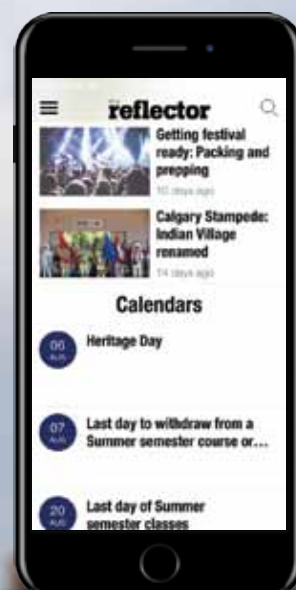 the
reflector
Getting festival
ready: Packing and
prepping
10 days ago
Calgary Stampede:
Indian Village
renamed
14 days ago
Calendars
06
AUG
Heritage Day
07
AUG
Last day to withdraw from a
Summer semester course or...
20
AUG
Last day of Summer
semester classes